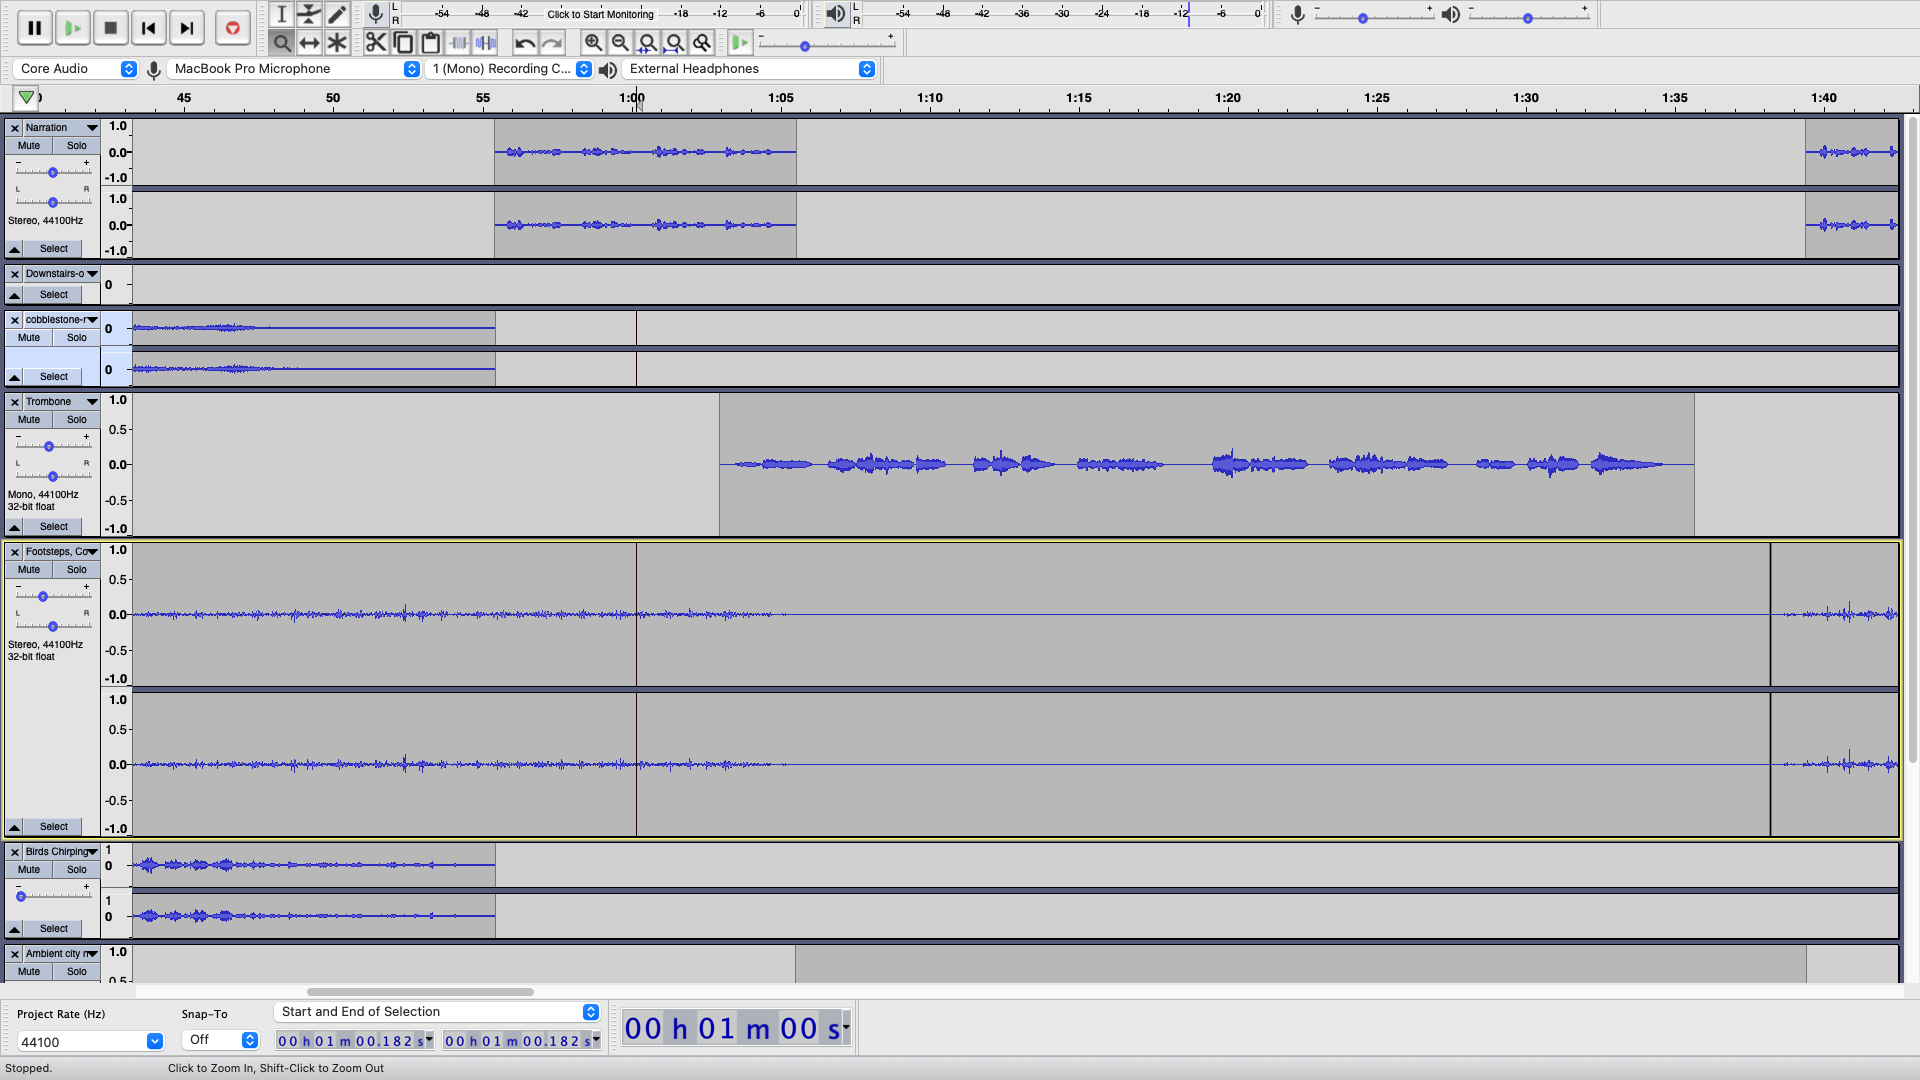 L
R
-54 -48 -42 Click to Start Monitoring -18 -12 -6 0
L
R
-54 -48 -42 -36 -30 -24 -18 -12 -6 0
- +
- +
- +
Core Audio MacBook Pro Microphone 1 (Mono) Recording C... External Headphones
45 50 55 1:00 1:05 1:10 1:15 1:20 1:25 1:30 1:35 1:40
Narration
Mute Solo
- +
L R
Stereo, 44100Hz
Select
1.0
0.0
-1.0
1.0
0.0
-1.0
Downstairs-o
Select
0
cobblestone-r
Mute Solo
Select
0
0
Trombone
Mute Solo
- +
L R
Mono, 44100Hz
32-bit float
Select
1.0
0.5
0.0
-0.5
-1.0
Footsteps, Co
Mute Solo
- +
L R
Stereo, 44100Hz
32-bit float
Select
1.0
0.5
0.0
-0.5
-1.0
1.0
0.5
0.0
-0.5
-1.0
Birds Chirping
Mute Solo
- +
Select
1
0
1
0
Ambient city
Mute Solo
1.0
0.5
Project Rate (Hz) Snap-To Start and End of Selection
44100 Off 00 h 01 m 00.182 s 00 h 01 m 00.182 s
00 h 01 m 00 s
Stopped. Click to Zoom In, Shift-Click to Zoom Out